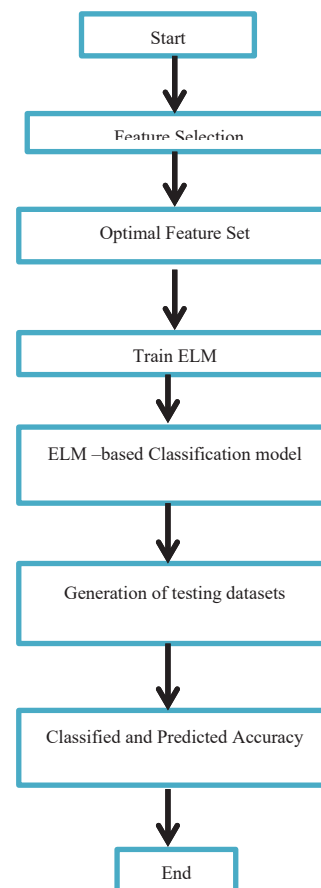 Start
Feature Selection
Optimal Feature Set
Train ELM
ELM –based Classification model
Generation of testing datasets
Classified and Predicted Accuracy
End